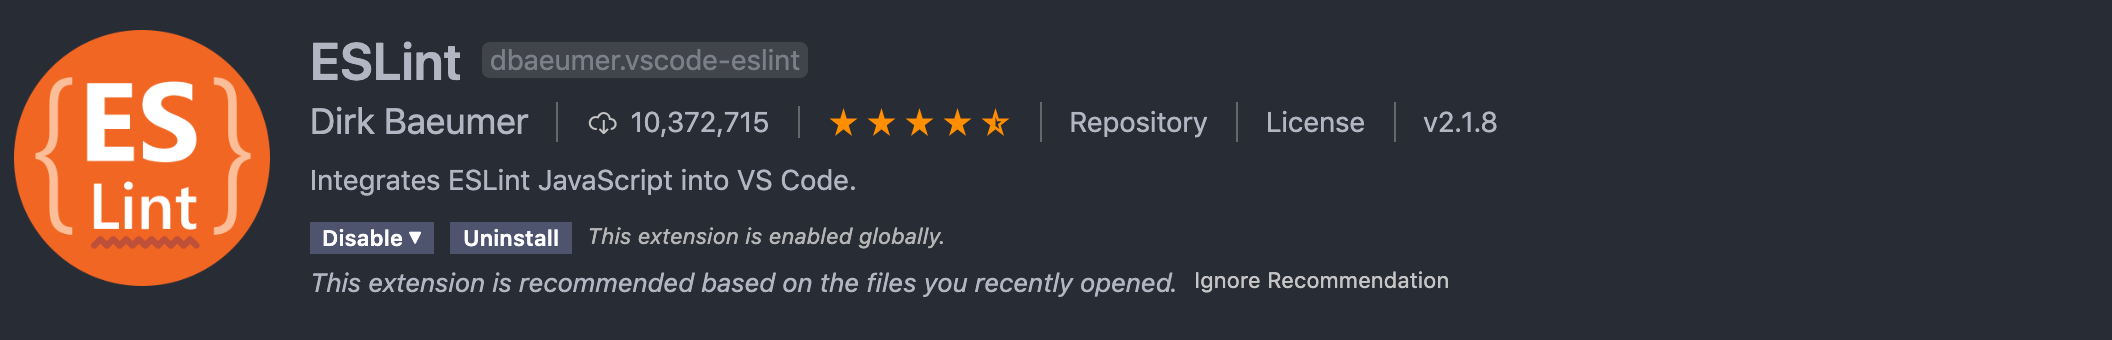 ES
Lint
ESLint dbaeumer.vscode-eslint
Dirk Baeumer 10,372,715 Repository License v2.1.8
Integrates ESLint JavaScript into VS Code.
Disable Uninstall This extension is enabled globally.
This extension is recommended based on the files you recently opened. Ignore Recommendation